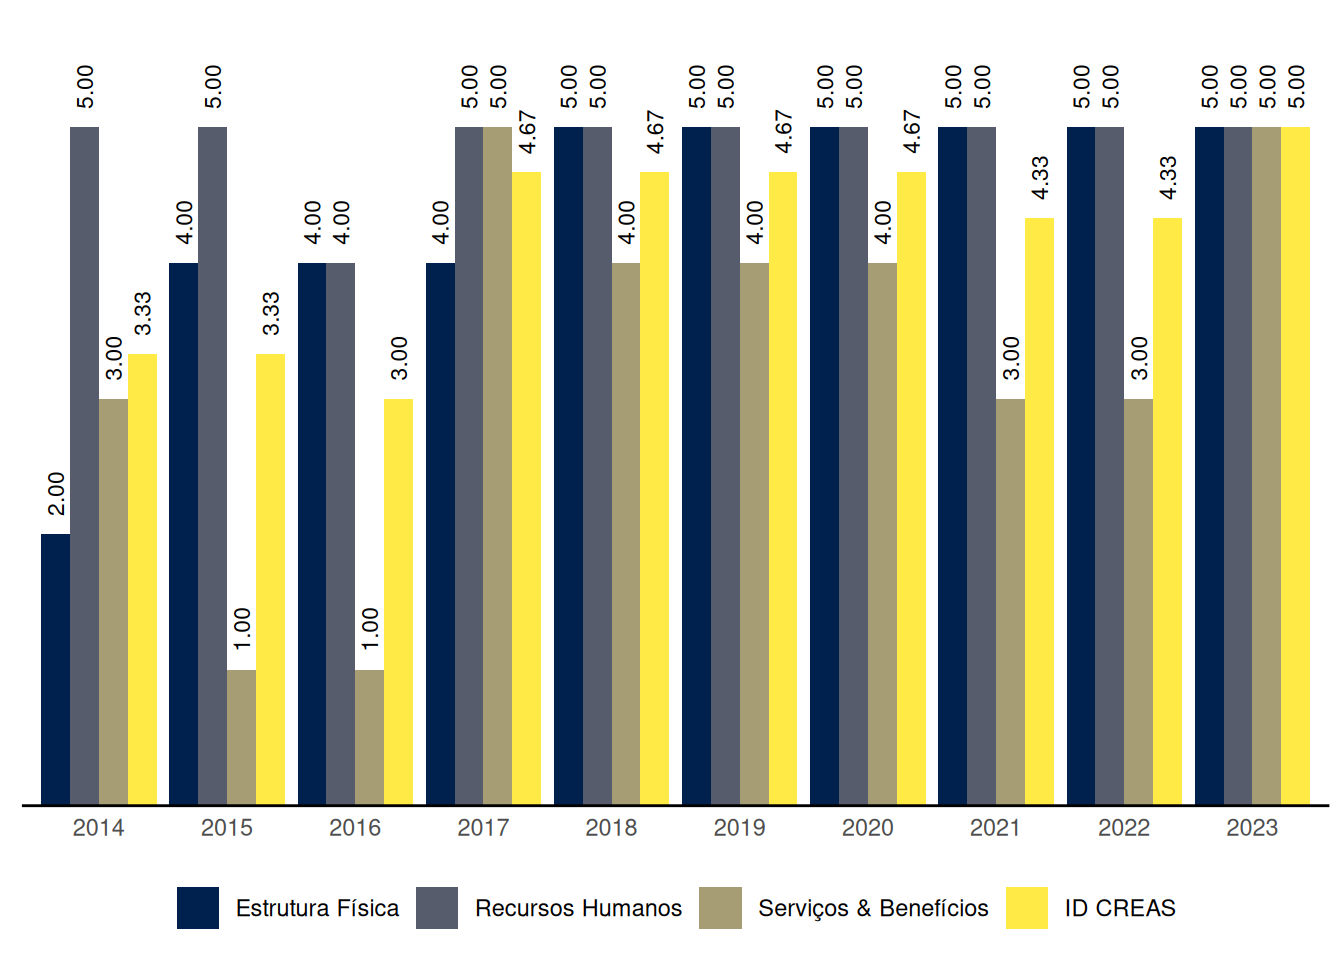 5.00 5.00 5.00 5.00 5.00 5.00 5.00 5.00 5.00 5.00 5.00 5.00 5.00 5.00 5.00 5.00 5.00 5.00
4.67 4.67 4.67 4.67
4.33 4.33
4.00 4.00 4.00 4.00 4.00 4.00 4.00
3.33 3.33
3.00 3.00 3.00 3.00
2.00
1.00 1.00
2014 2015 2016 2017 2018 2019 2020 2021 2022 2023
Estrutura Física Recursos Humanos Serviços & Benefícios ID CREAS